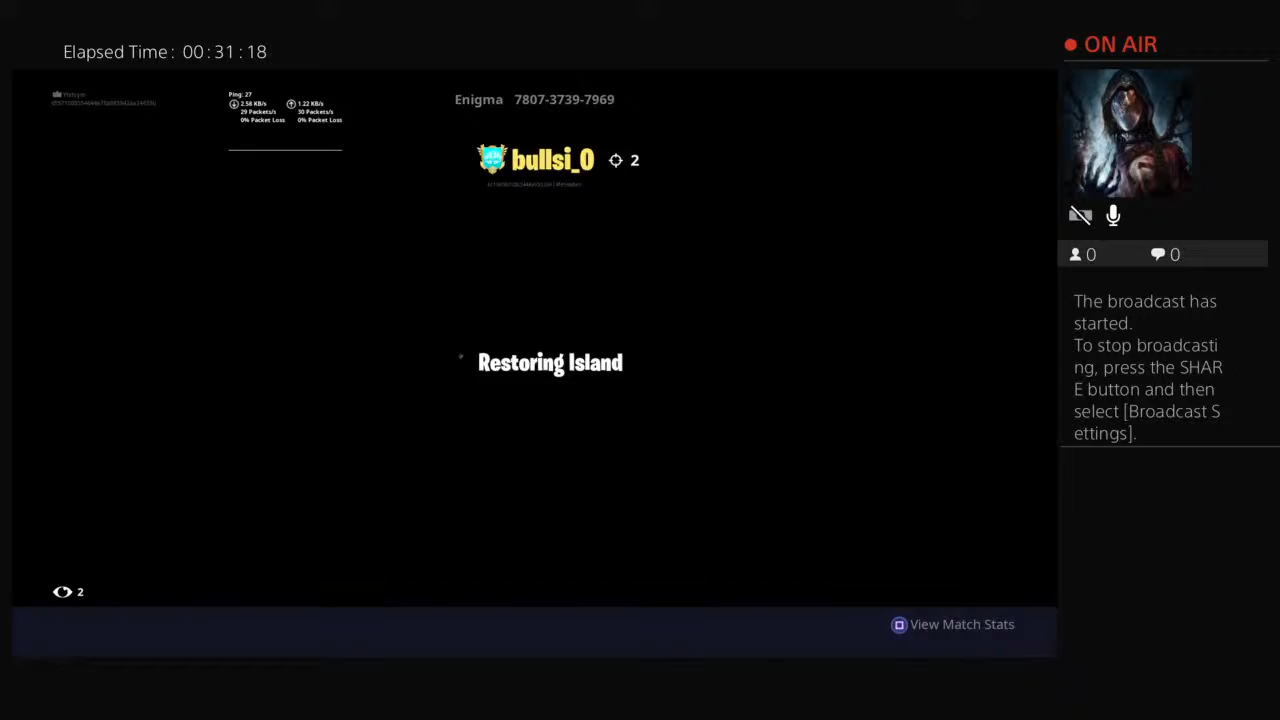 Elapsed Time: 00:31:18
ON AIR
Ping: 27
2.58 KB/s
1.22 KB/s
29 Packets/s
30 Packets/s
0% Packet Loss
0% Packet Loss
Enigma 7807-3739-7969
bullsi_0 2
0
0
The broadcast has
started.
To stop broadcasti
ng, press the SHAR
E button and then
select [Broadcast S
ettings].
Restoring Island
2
View Match Stats